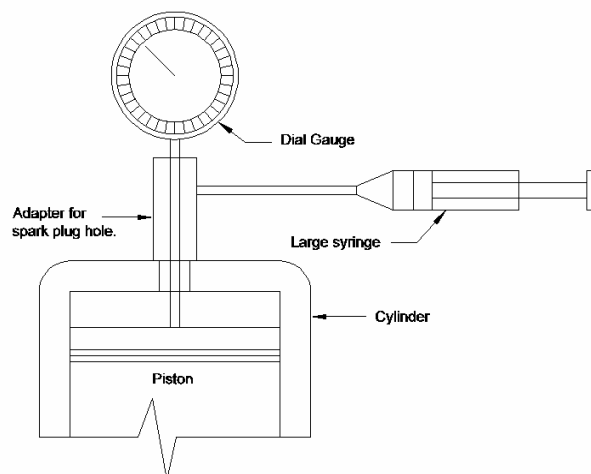 Dial Gauge
Adapter for
spark plug hole.
Large syringe
Cylinder
Piston